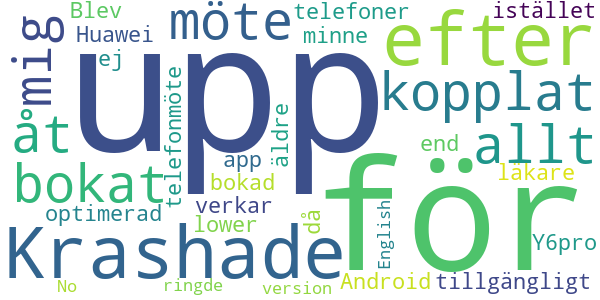 Blev
Huawei
ej
mig
möte
telefoner
minne
istället
efter
upp
kopplat
åt
telefonmöte
äldre
allt
end
app
bokat
bokad
läkare
för
optimerad
verkar
lower
då
English
Krashade
Y6pro
No
ringde
version
Android
tillgängligt